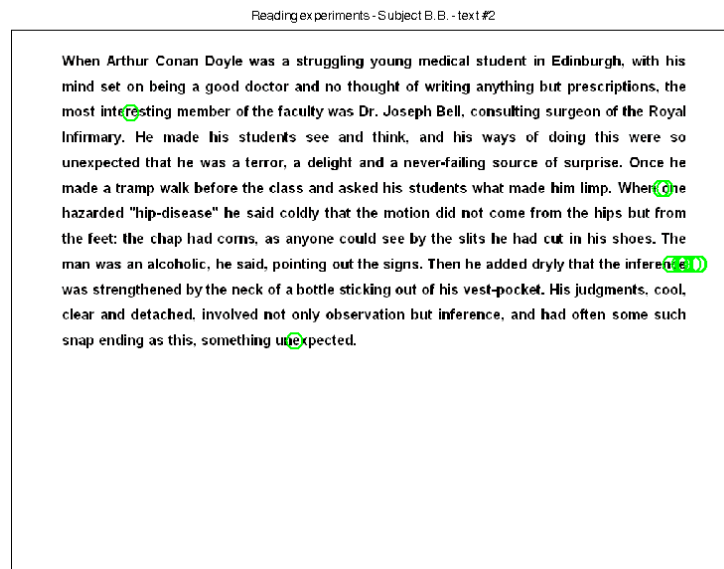 Reading experiments - Subject B.B. - text #2
When Arthur Conan Doyle was a struggling young medical student in Edinburgh, with his
mind set on being a good doctor and no thought of writing anything but prescriptions, the
most interesting member of the faculty was Dr. Joseph Bell, consulting surgeon of the Royal
Infirmary. He made his students see and think, and his ways of doing this were so
unexpected that he was a terror, a delight and a never-failing source of surprise. Once he
made a tramp walk before the class and asked his students what made him limp. When one
hazarded "hip-disease" he said coldly that the motion did not come from the hips but from
the feet: the chap had corns, as anyone could see by the slits he had cut in his shoes. The
man was an alcoholic, he said, pointing out the signs. Then he added dryly that the inference
was strengthened by the neck of a bottle sticking out of his vest-pocket. His judgments, cool,
clear and detached, involved not only observation but inference, and had often some such
snap ending as this, something unexpected.